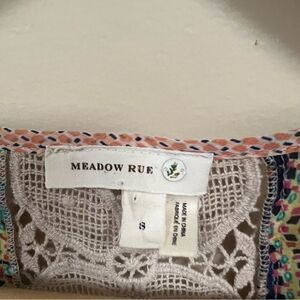 MEADOW RUE
S
MADE IN CHINA
FABRIQUÉ EN CHINE